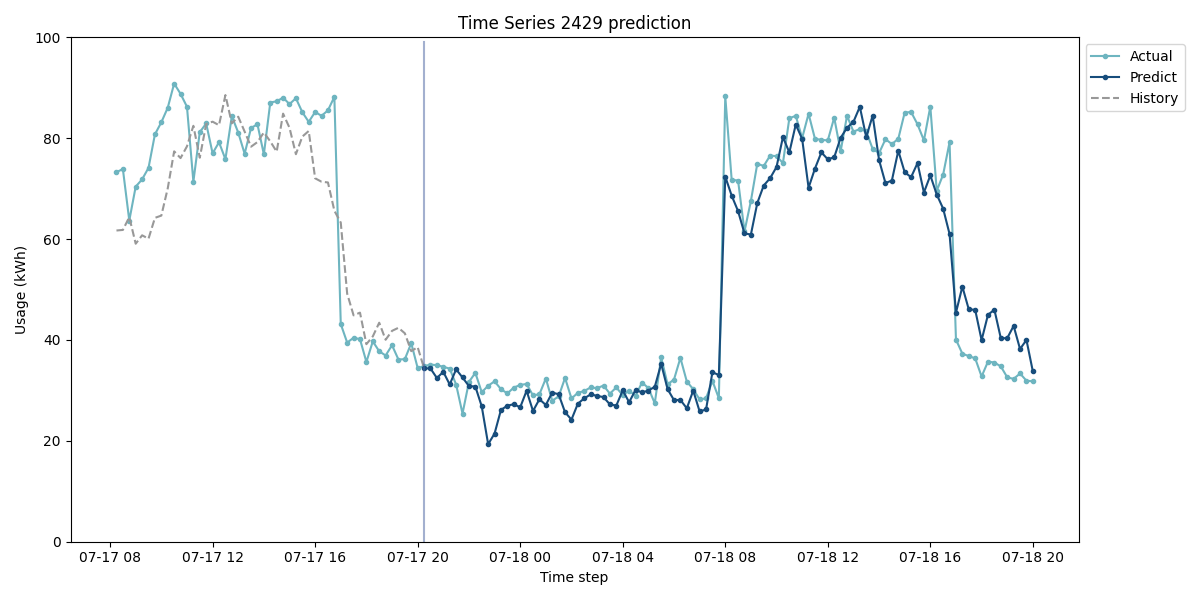 Time Series 2429 prediction
Usage (kWh)
100
80
60
40
20
0
07-17 08
07-17 12
07-17 16
07-17 20
07-18 00
07-18 04
07-18 08
07-18 12
07-18 16
07-18 20
Time step
Actual
Predict
History